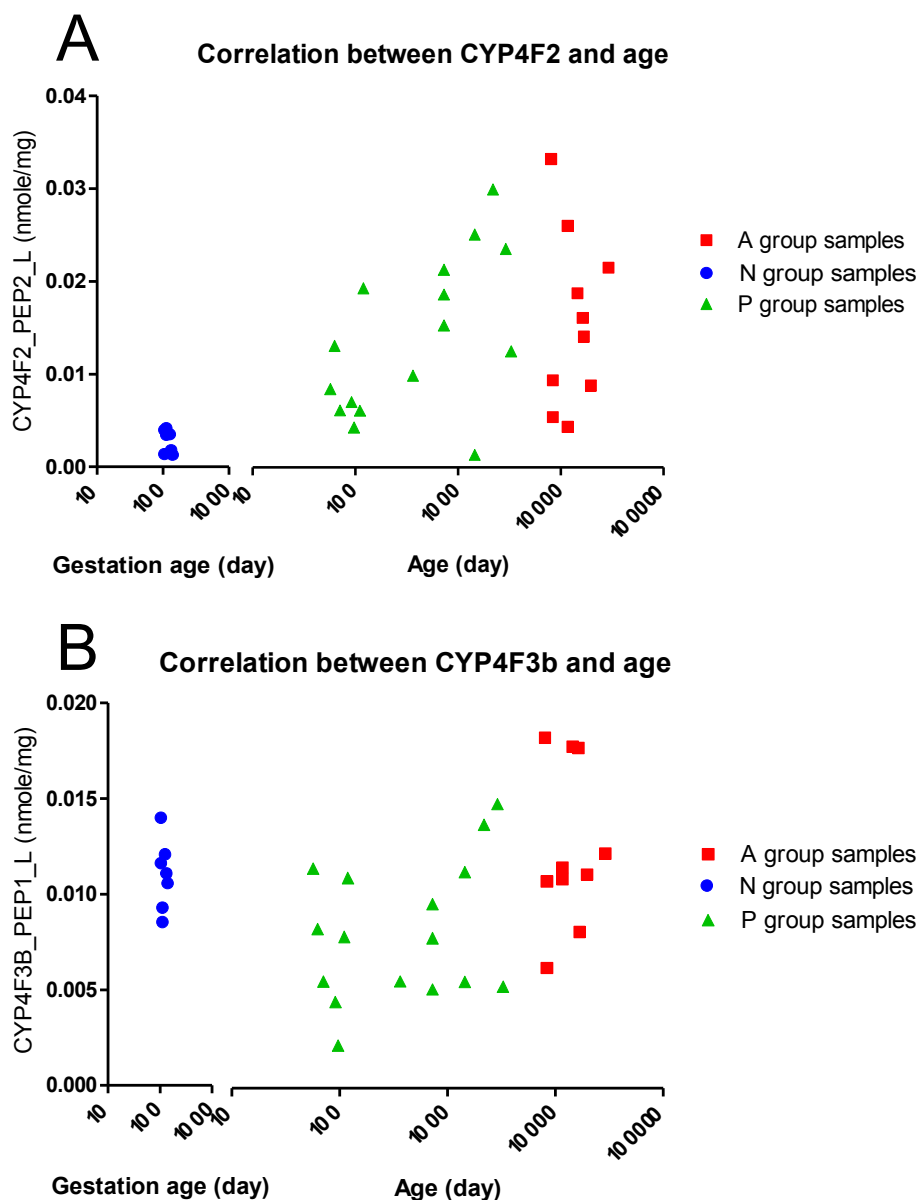 A
Correlation between CYP4F2 and age
CYP4F2_PEP2_L (nmole/mg)
0.04
0.03
0.02
0.01
0.00
10
100
1000
10
100
1000
10000
100000
Gestation age (day)
Age (day)
A group samples
N group samples
P group samples
B
Correlation between CYP4F3b and age
CYP4F3B_PEP1_L (nmole/mg)
0.020
0.015
0.010
0.005
0.000
10
100
1000
10
100
1000
10000
100000
Gestation age (day)
Age (day)
A group samples
N group samples
P group samples